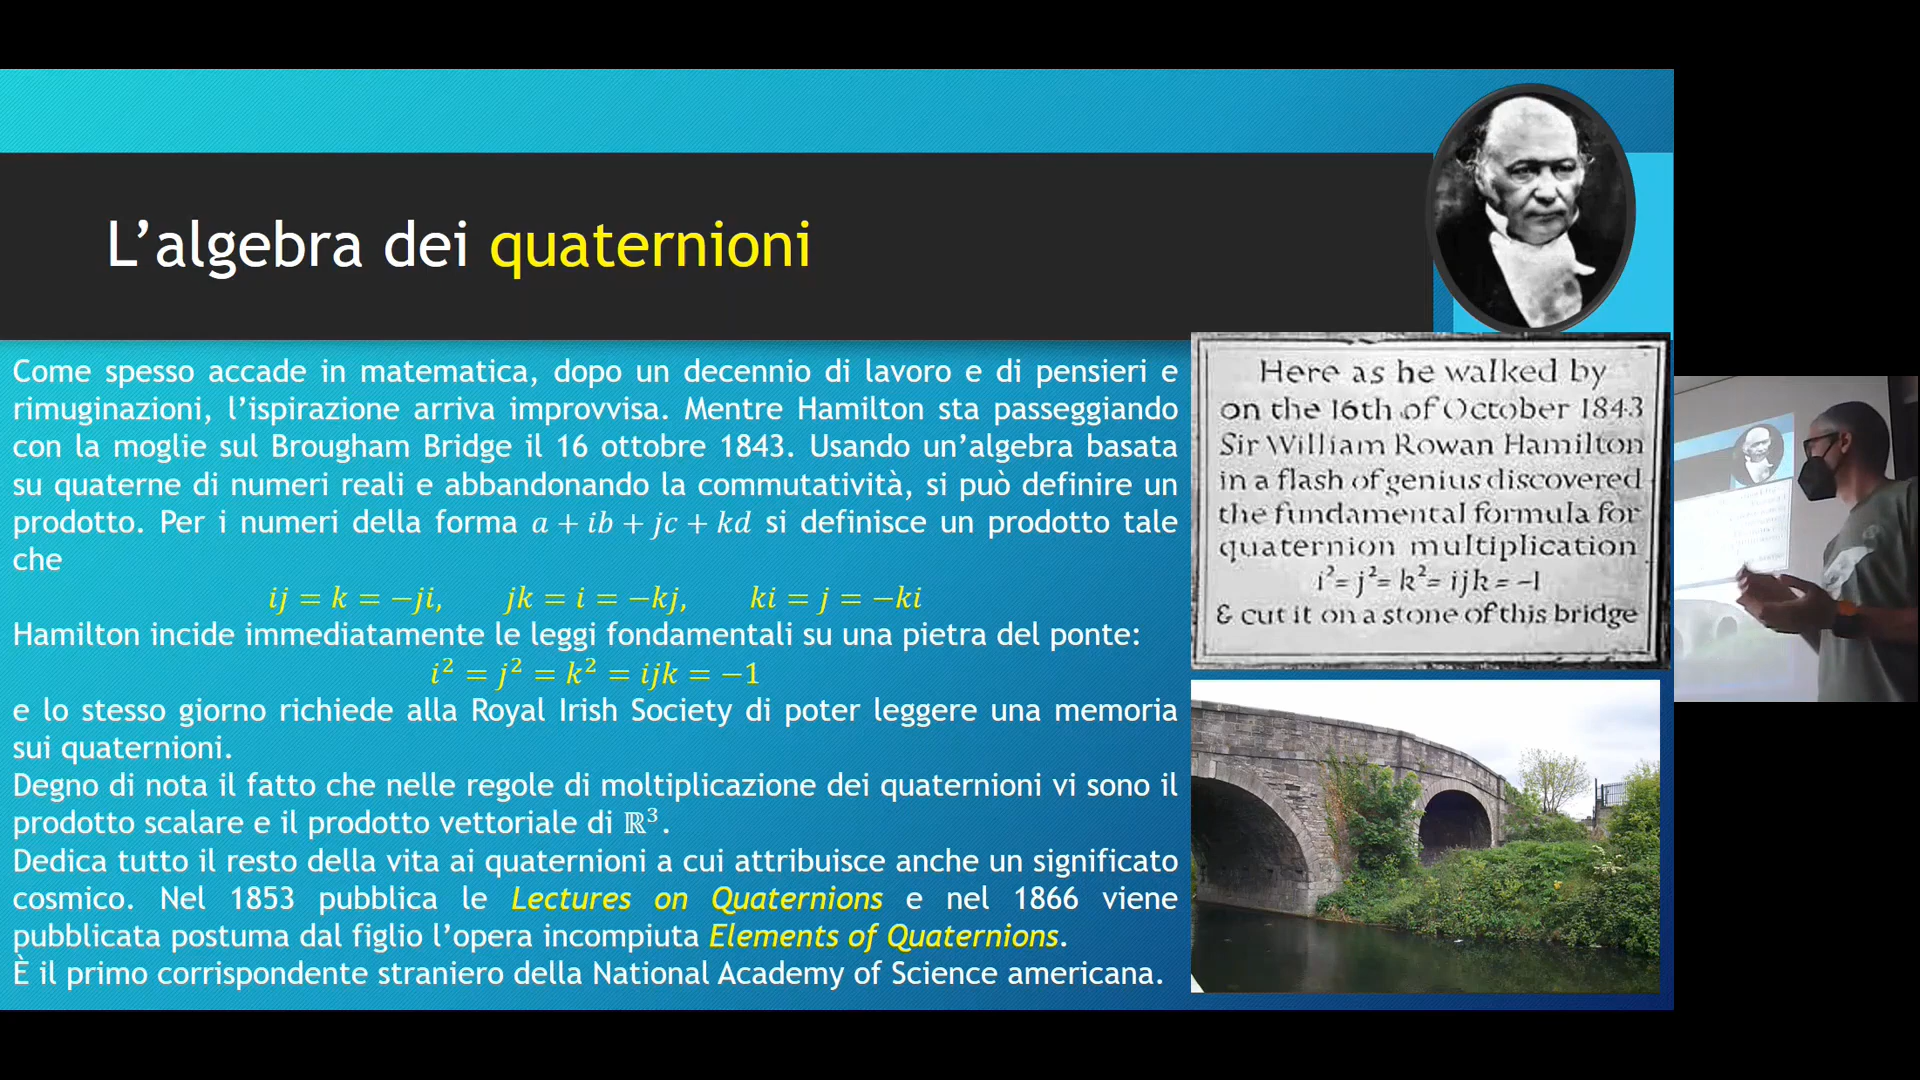 L’algebra dei quaternioni
Come spesso accade in matematica, dopo un decennio di lavoro e di pensieri e
rimuginazioni, l’ispirazione arriva improvvisa. Mentre Hamilton sta passeggiando
con la moglie sul Brougham Bridge il 16 ottobre 1843. Usando un’algebra basata
su quaterne di numeri reali e abbandonando la commutatività, si può definire un
prodotto. Per i numeri della forma a + ib + jc + kd si definisce un prodotto tale
che
ij = k = −ji, jk = i = −kj, ki = j = −ki
Hamilton incide immediatamente le leggi fondamentali su una pietra del ponte:
i² = j² = k² = ijk = −1
e lo stesso giorno richiede alla Royal Irish Society di poter leggere una memoria
sui quaternioni.
Degno di nota il fatto che nelle regole di moltiplicazione dei quaternioni vi sono il
prodotto scalare e il prodotto vettoriale di ℝ³.
Dedica tutto il resto della vita ai quaternioni a cui attribuisce anche un significato
cosmico. Nel 1853 pubblica le Lectures on Quaternions e nel 1866 viene
pubblicata postuma dal figlio l’opera incompiuta Elements of Quaternions.
È il primo corrispondente straniero della National Academy of Science americana.
Here as he walked by
on the 16th of October 1843
Sir William Rowan Hamilton
in a flash of genius discovered
the fundamental formula for
quaternion multiplication
i² = j² = k² = ijk = −1
& cut it on a stone of this bridge